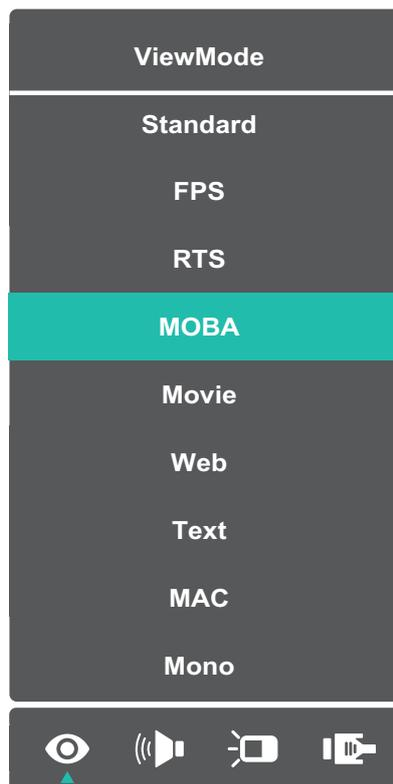 ViewMode
Standard
FPS
RTS
MOBA
Movie
Web
Text
MAC
Mono